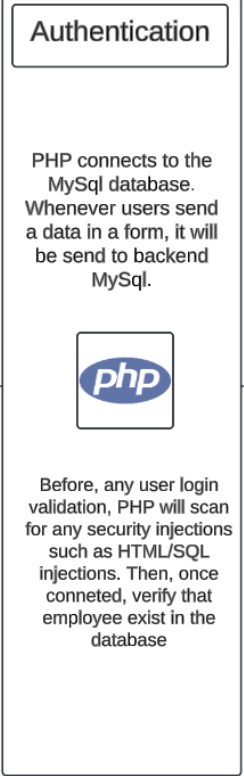 Authentication
PHP connects to the
MySql database.
Whenever users send
a data in a form, it will
be send to backend
MySql.
php
Before, any user login
validation, PHP will scan
for any security injections
such as HTML/SQL
injections. Then, once
conneted, verify that
employee exist in the
database